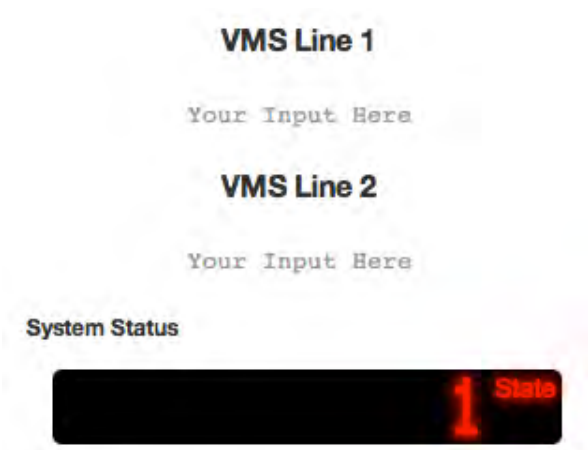 VMS Line 1
Your Input Here
VMS Line 2
Your Input Here
System Status
1 State